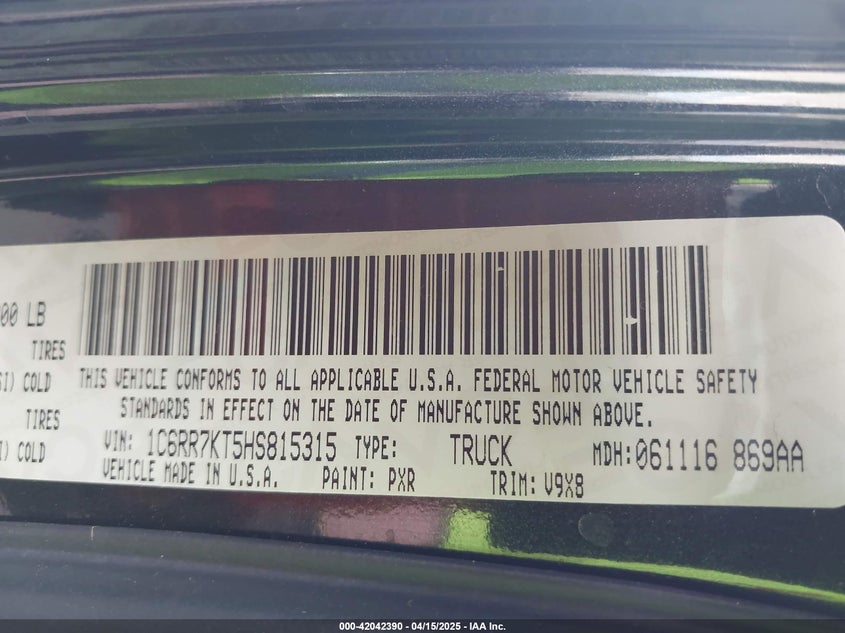 00 LB
TIRES
SI) COLD
TIRES
SI) COLD
THIS VEHICLE CONFORMS TO ALL APPLICABLE U.S.A. FEDERAL MOTOR VEHICLE SAFETY
STANDARDS IN EFFECT ON THE DATE OF MANUFACTURE SHOWN ABOVE.
VIN: 1C6RR7KT5HS815315 TYPE: TRUCK MDH:061116 869AA
VEHICLE MADE IN U.S.A. PAINT: PXR TRIM: V9X8
000-42042390 - 04/15/2025 - IAA Inc.